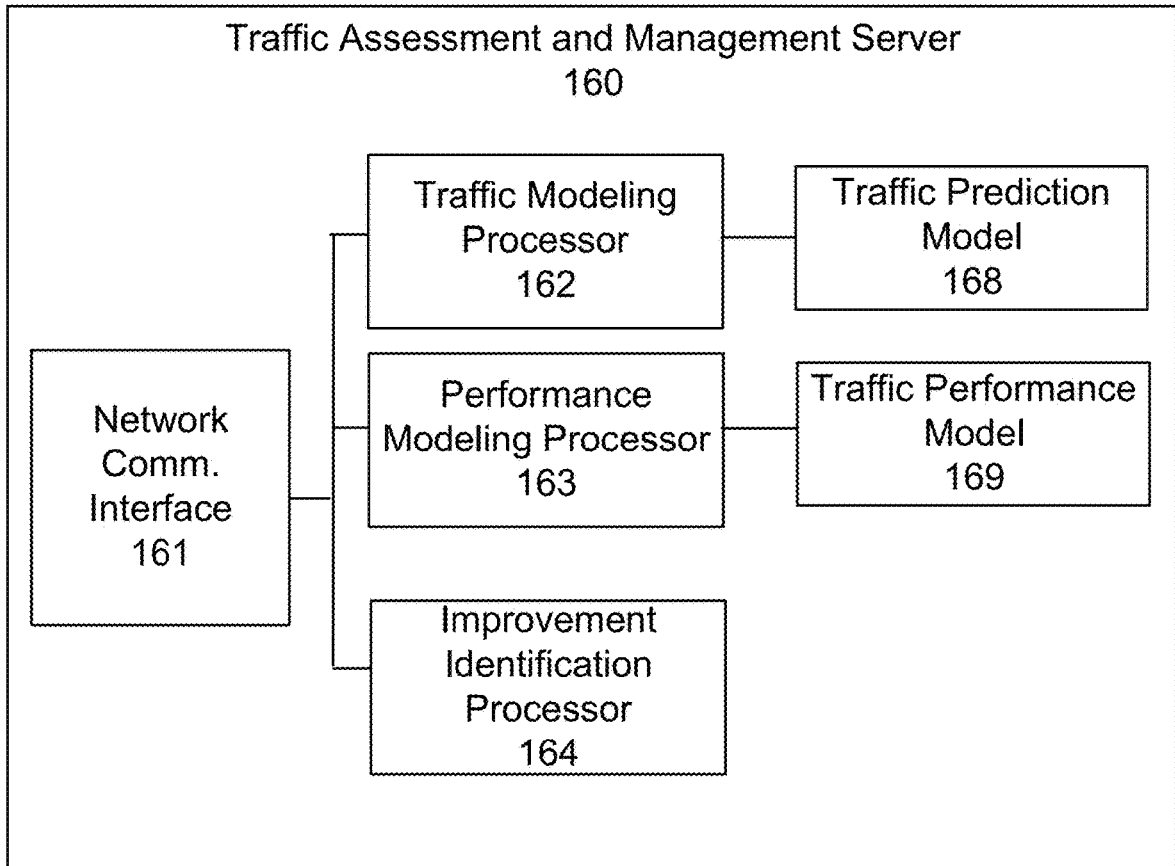 Traffic Assessment and Management Server
160
Traffic Modeling
Processor
162
Traffic Prediction
Model
168
Network
Comm.
Interface
161
Performance
Modeling Processor
163
Traffic Performance
Model
169
Improvement
Identification
Processor
164